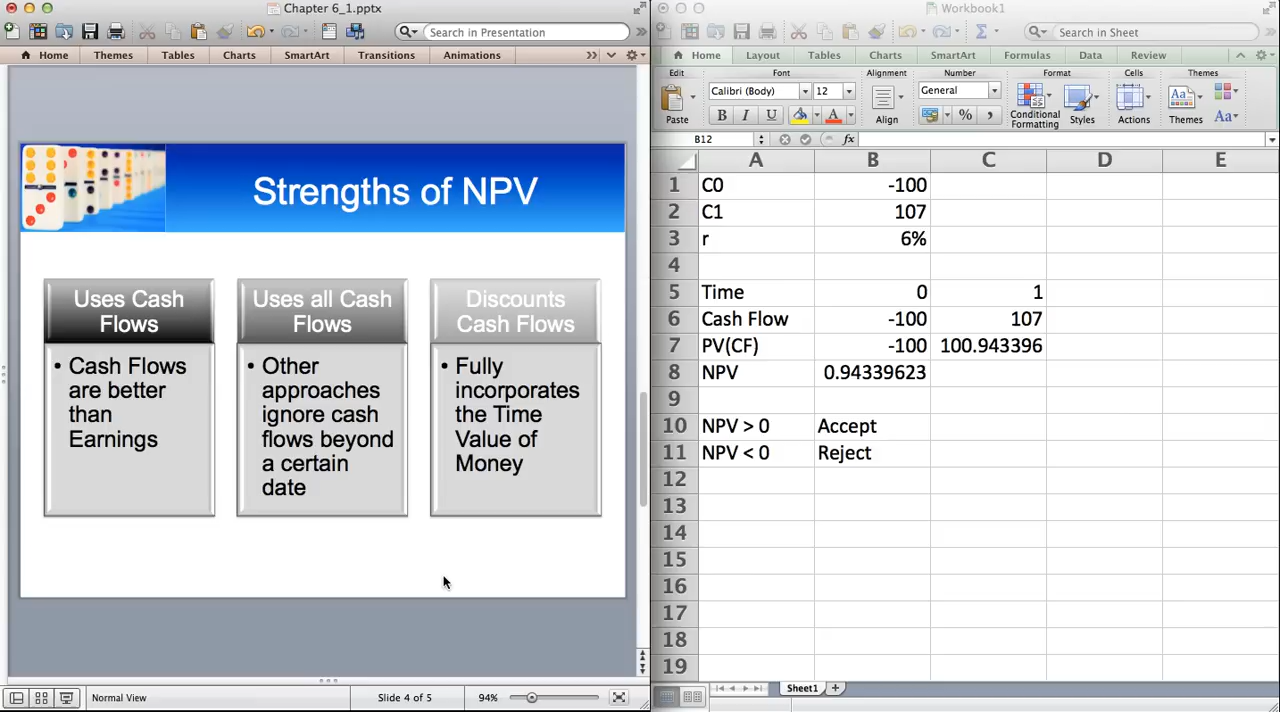 Chapter 6_1.pptx
Search in Presentation
Home Themes Tables Charts SmartArt Transitions Animations
Strengths of NPV
Uses Cash
Flows
• Cash Flows
are better
than
Earnings
Uses all Cash
Flows
• Other
approaches
ignore cash
flows beyond
a certain
date
Discounts
Cash Flows
• Fully
incorporates
the Time
Value of
Money
Normal View Slide 4 of 5 94%
Workbook1
Search in Sheet
Home Layout Tables Charts SmartArt Formulas Data Review
Edit Font Alignment Number Format Cells Themes
Calibri (Body) 12 General
Paste B I U A Align % Conditional
Formatting Styles Actions Themes Aa
B12 fx
A B C D E
1 C0 -100
2 C1 107
3 r 6%
4
5 Time 0 1
6 Cash Flow -100 107
7 PV(CF) -100 100.943396
8 NPV 0.94339623
9
10 NPV > 0 Accept
11 NPV < 0 Reject
12
13
14
15
16
17
18
19
Sheet1